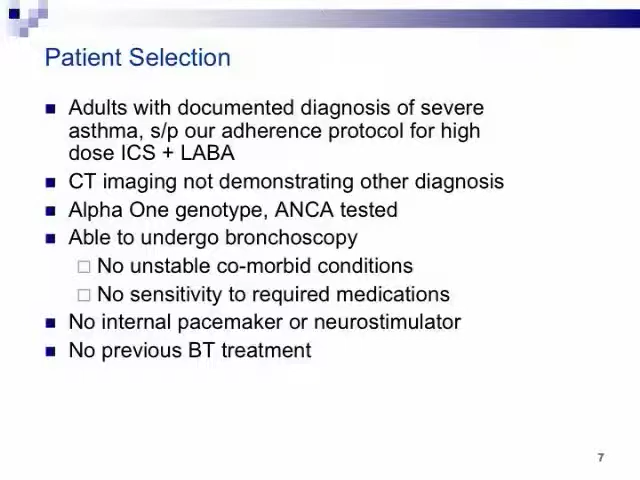 Patient Selection
Adults with documented diagnosis of severe
asthma, s/p our adherence protocol for high
dose ICS + LABA
CT imaging not demonstrating other diagnosis
Alpha One genotype, ANCA tested
Able to undergo bronchoscopy
No unstable co-morbid conditions
No sensitivity to required medications
No internal pacemaker or neurostimulator
No previous BT treatment
7